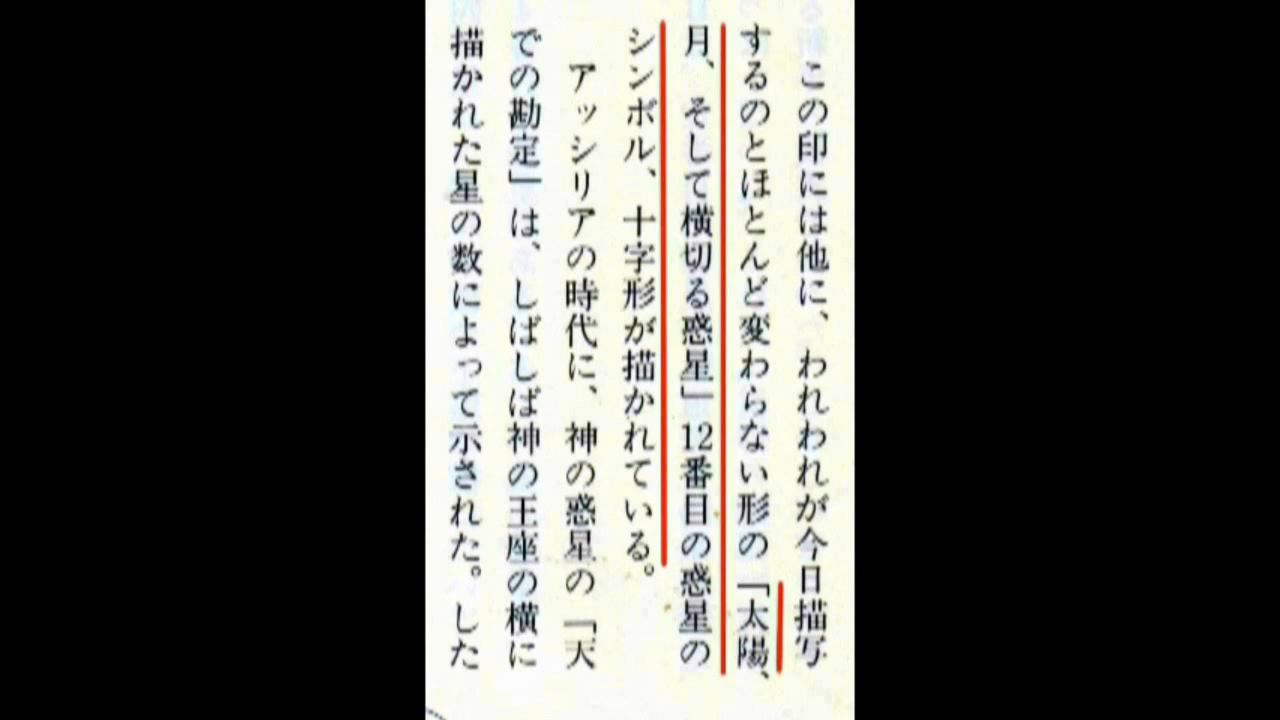 この印には他に、われわれが今日描写
するのとほとんど変わらない形の「太陽、
月、そして横切る惑星」12番目の惑星の
シンボル、十字形が描かれている。
アッシリアの時代に、神の惑星の「天
での勘定」は、しばしば神の王座の横に
描かれた星の数によって示された。した